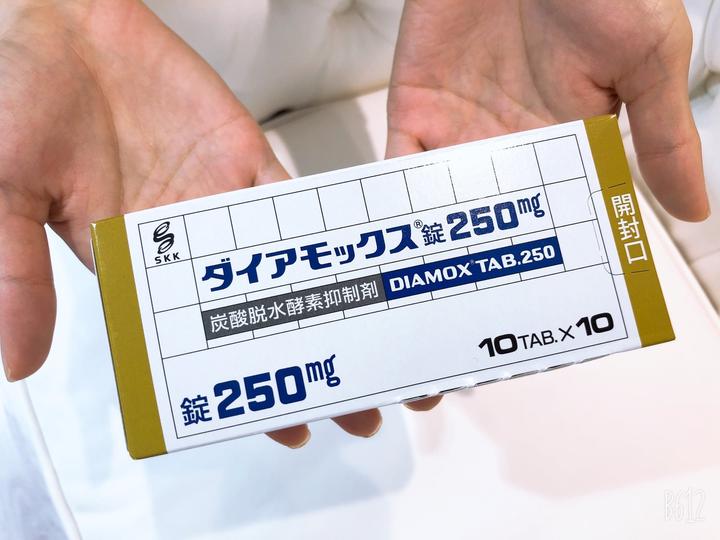 SKK
ダイアモックス®錠250mg
炭酸脱水酵素抑制剤 DIAMOX® TAB.250
錠250mg
10TAB.×10
開封口
B612